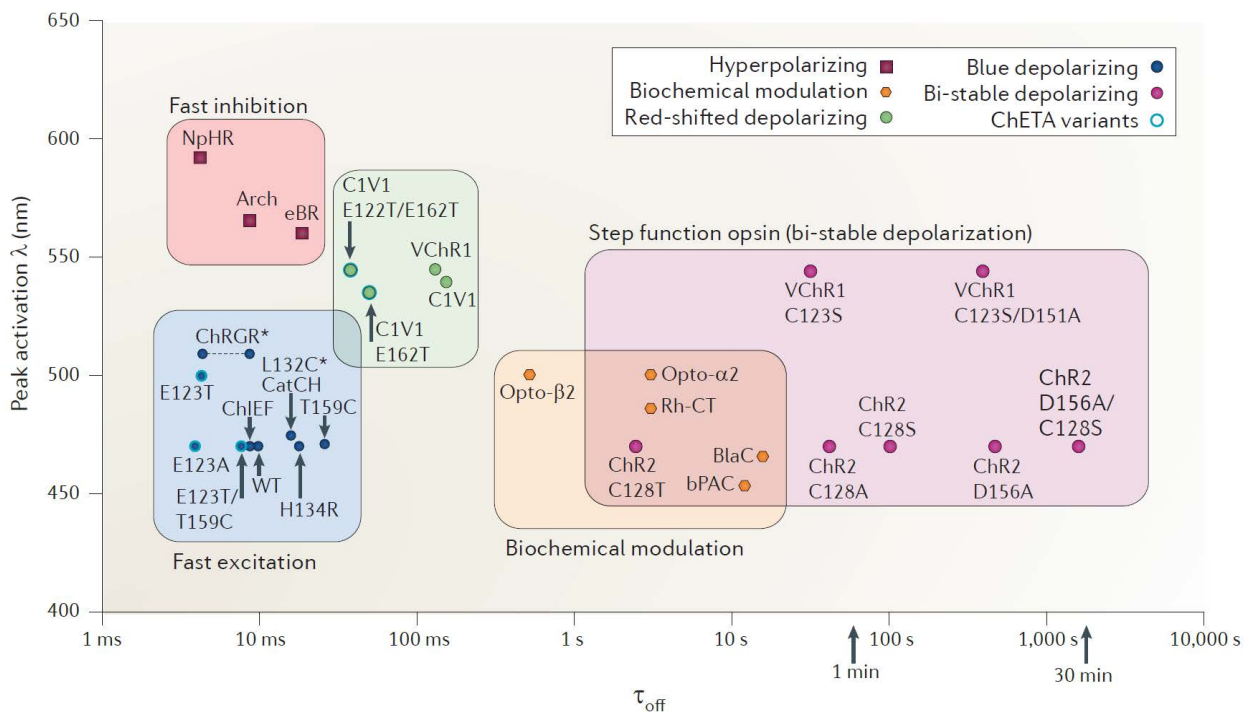 650
600
550
500
450
400
Peak activation λ (nm)
Hyperpolarizing
Biochemical modulation
Red-shifted depolarizing
Blue depolarizing
Bi-stable depolarizing
ChETA variants
Fast inhibition
NpHR
Arch
eBR
C1V1
E122T/E162T
VChR1
C1V1
C1V1
E162T
Step function opsin (bi-stable depolarization)
VChR1
C123S
VChR1
C123S/D151A
ChRGR*
L132C*
CatCH
E123T
T159C
ChIEF
E123A
WT
E123T/
T159C
H134R
Fast excitation
Opto-β2
Opto-α2
Rh-CT
ChR2
C128T
BlaC
bPAC
Biochemical modulation
ChR2
C128S
ChR2
C128A
ChR2
D156A
ChR2
D156A/
C128S
1 ms
10 ms
100 ms
1 s
10 s
100 s
1,000 s
10,000 s
1 min
30 min
τoff